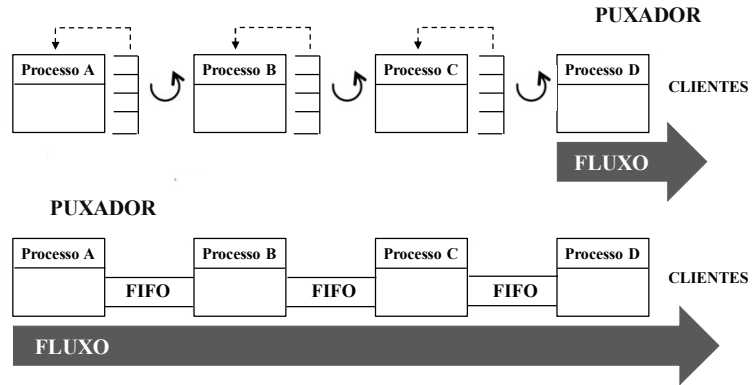 PUXADOR
Processo A
Processo B
Processo C
Processo D
CLIENTES
FLUXO
PUXADOR
Processo A
Processo B
Processo C
Processo D
FIFO
FIFO
FIFO
CLIENTES
FLUXO